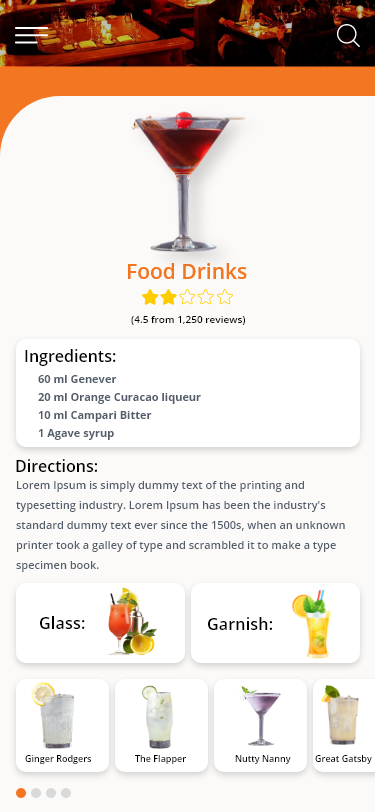 Food Drinks
(4.5 from 1,250 reviews)
Ingredients:
60 ml Genever
20 ml Orange Curacao liqueur
10 ml Campari Bitter
1 Agave syrup
Directions:
Lorem Ipsum is simply dummy text of the printing and
typesetting industry. Lorem Ipsum has been the industry's
standard dummy text ever since the 1500s, when an unknown
printer took a galley of type and scrambled it to make a type
specimen book.
Glass:
Garnish:
Ginger Rodgers
The Flapper
Nutty Nanny
Great Gatsby